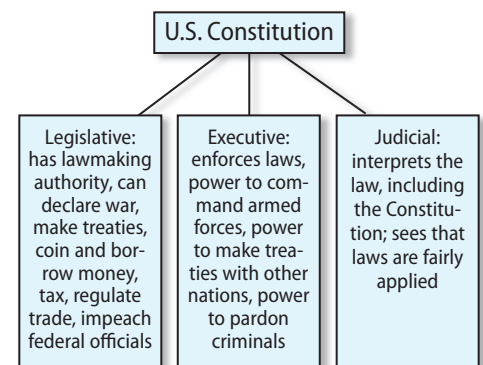 U.S. Constitution
Legislative:
has lawmaking
authority, can
declare war,
make treaties,
coin and bor-
row money,
tax, regulate
trade, impeach
federal officials
Executive:
enforces laws,
power to com-
mand armed
forces, power
to make trea-
ties with other
nations, power
to pardon
criminals
Judicial:
interprets the
law, including
the Constitu-
tion; sees that
laws are fairly
applied